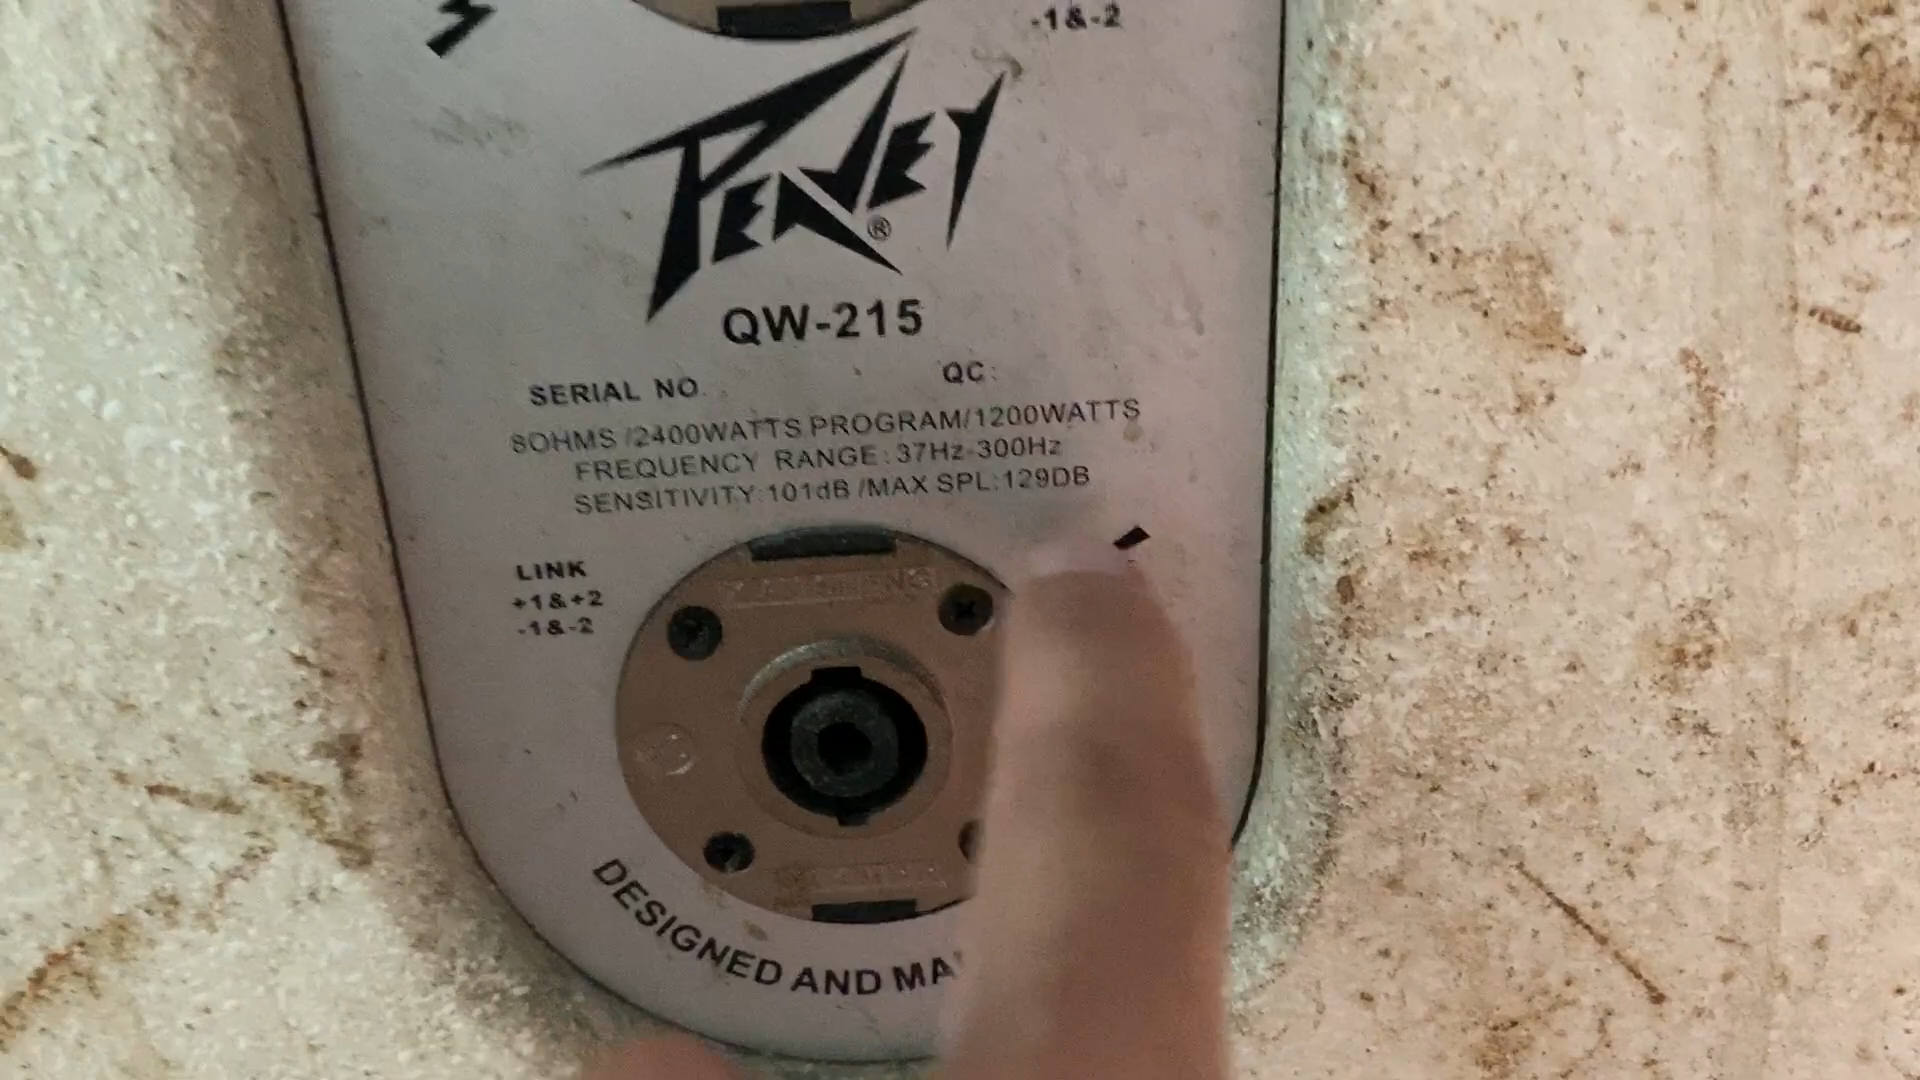 -1&-2
PEAVEY®
QW-215
SERIAL NO. QC:
8OHMS /2400WATTS PROGRAM/1200WATTS
FREQUENCY RANGE: 37Hz-300Hz
SENSITIVITY:101dB /MAX SPL:129DB
LINK
+1&+2
-1&-2
DESIGNED AND MA